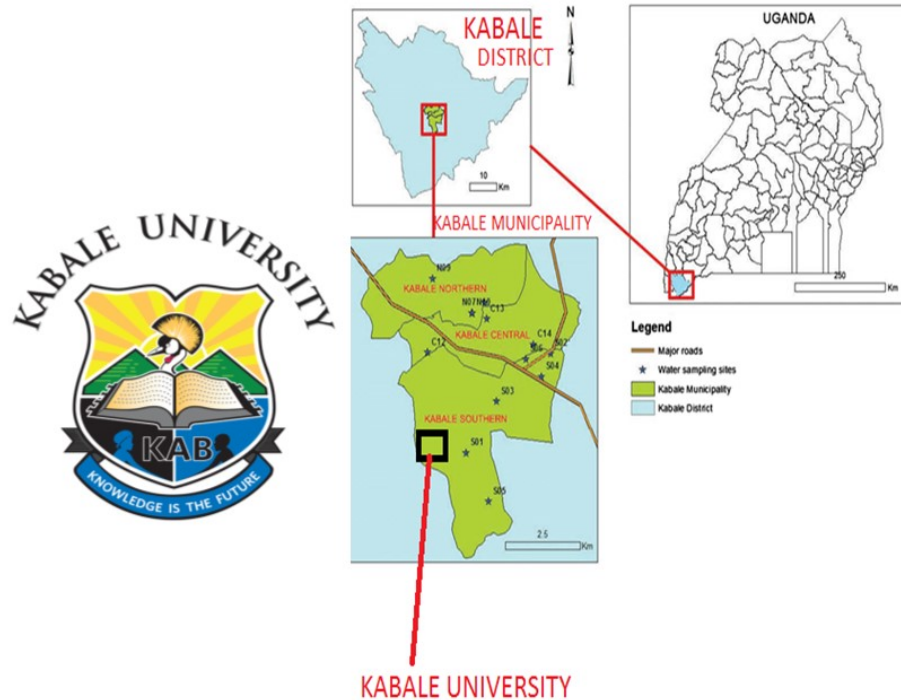 KABALE UNIVERSITY
KAB
KNOWLEDGE IS THE FUTURE
KABALE
DISTRICT
N
10
Km
UGANDA
250
Km
KABALE MUNICIPALITY
N09
KABALE NORTHERN
N07
C13
KABALE CENTRAL
C14
C12
S02
S04
S03
KABALE SOUTHERN
S01
S05
2.5
Km
Legend
Major roads
Water sampling sites
Kabale Municipality
Kabale District
KABALE UNIVERSITY